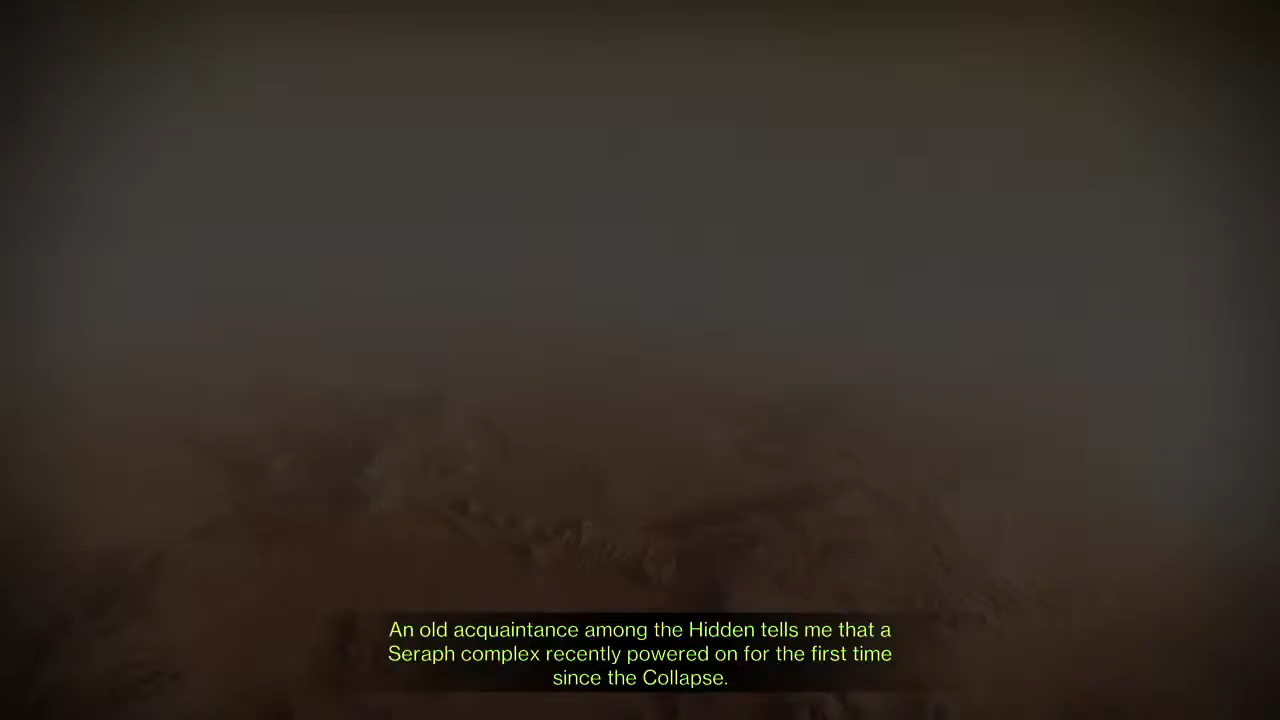 An old acquaintance among the Hidden tells me that a
Seraph complex recently powered on for the first time
since the Collapse.